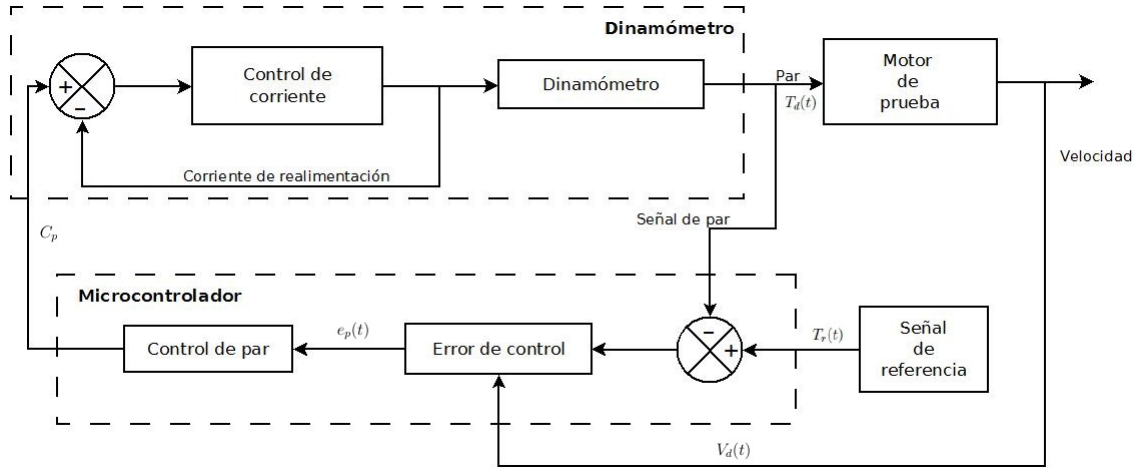 Dinamómetro
Control de
corriente
Dinamómetro
Par
T_d(t)
Motor
de
prueba
+
−
Corriente de realimentación
Velocidad
Señal de par
C_p
Microcontrolador
Control de par
e_p(t)
Error de control
−
+
T_r(t)
Señal
de
referencia
V_d(t)